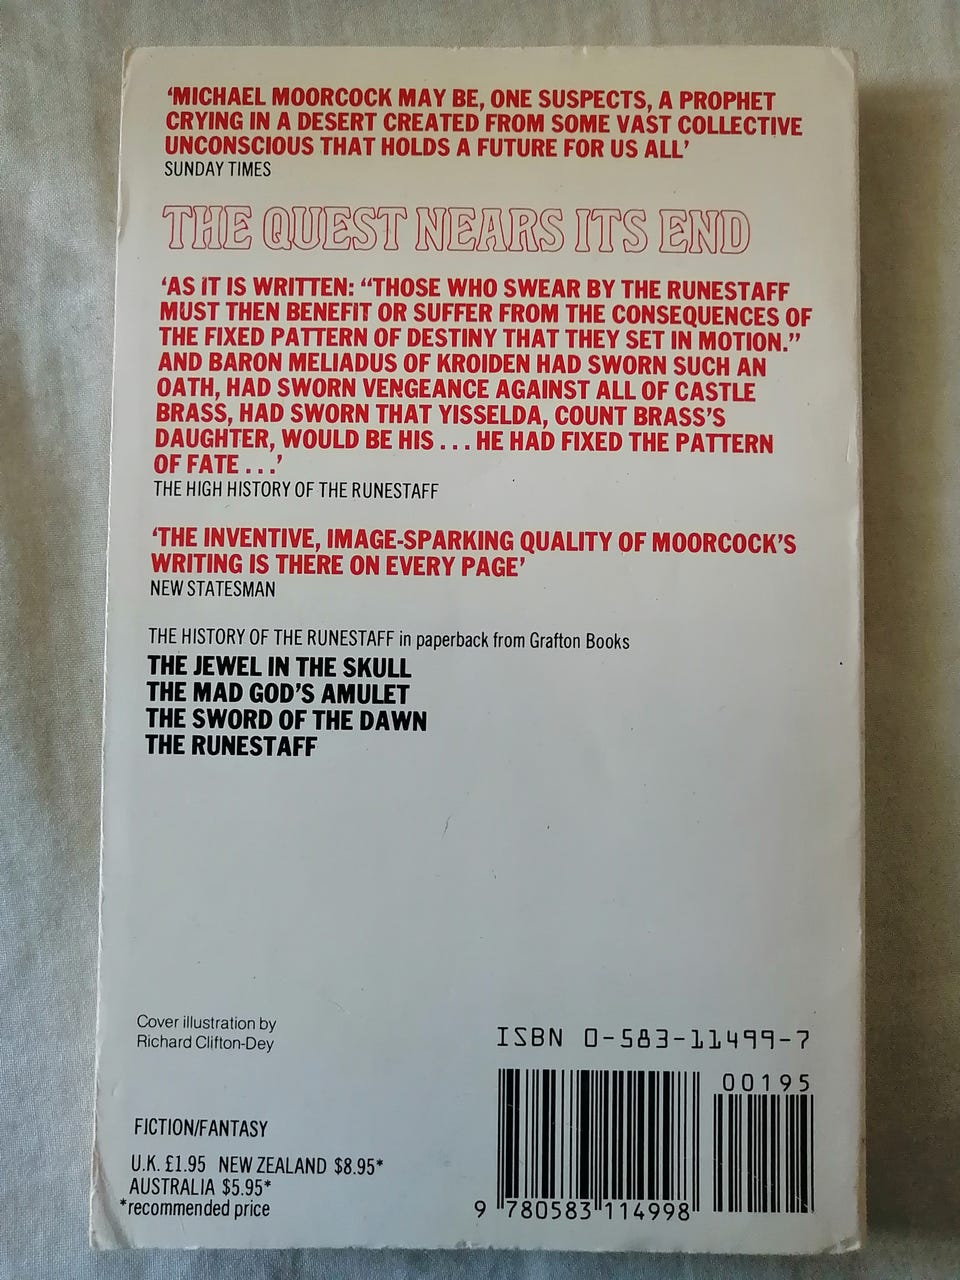 ‘MICHAEL MOORCOCK MAY BE, ONE SUSPECTS, A PROPHET
CRYING IN A DESERT CREATED FROM SOME VAST COLLECTIVE
UNCONSCIOUS THAT HOLDS A FUTURE FOR US ALL’
SUNDAY TIMES
THE QUEST NEARS ITS END
‘AS IT IS WRITTEN: “THOSE WHO SWEAR BY THE RUNESTAFF
MUST THEN BENEFIT OR SUFFER FROM THE CONSEQUENCES OF
THE FIXED PATTERN OF DESTINY THAT THEY SET IN MOTION.”
AND BARON MELIADUS OF KROIDEN HAD SWORN SUCH AN
OATH, HAD SWORN VENGEANCE AGAINST ALL OF CASTLE
BRASS, HAD SWORN THAT YISSELDA, COUNT BRASS’S
DAUGHTER, WOULD BE HIS . . . HE HAD FIXED THE PATTERN
OF FATE . . .’
THE HIGH HISTORY OF THE RUNESTAFF
‘THE INVENTIVE, IMAGE-SPARKING QUALITY OF MOORCOCK’S
WRITING IS THERE ON EVERY PAGE’
NEW STATESMAN
THE HISTORY OF THE RUNESTAFF in paperback from Grafton Books
THE JEWEL IN THE SKULL
THE MAD GOD’S AMULET
THE SWORD OF THE DAWN
THE RUNESTAFF
Cover illustration by
Richard Clifton-Dey
FICTION/FANTASY
U.K. £1.95 NEW ZEALAND $8.95*
AUSTRALIA $5.95*
*recommended price
ISBN 0-583-11499-7
00195
9 780583 114998